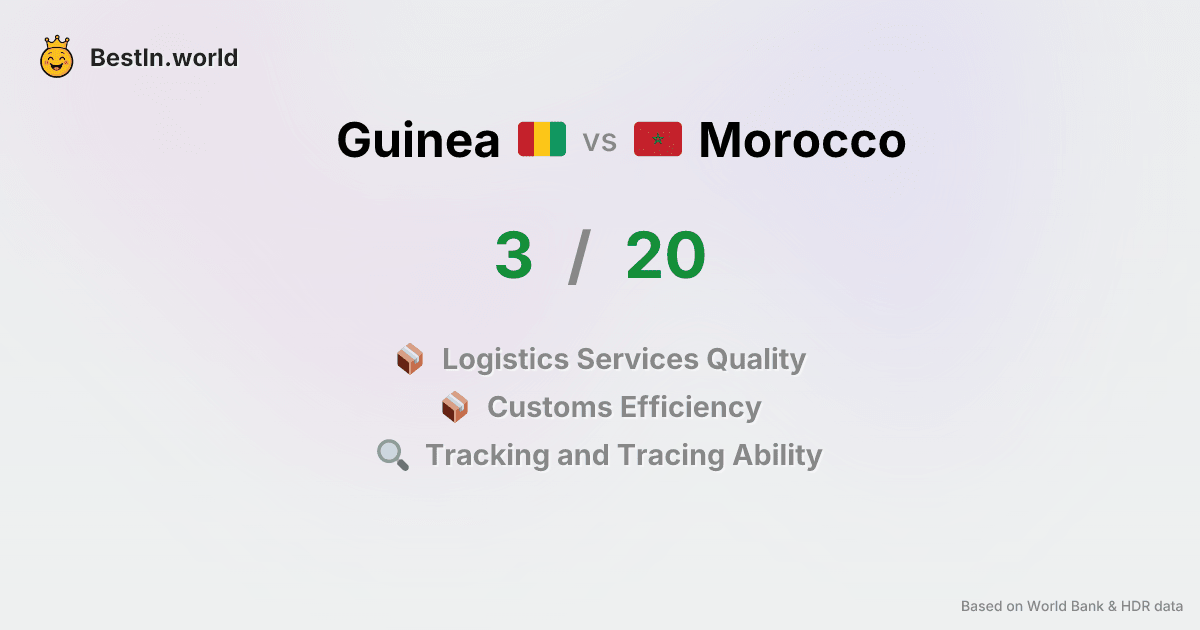 BestIn.world
Guinea vs Morocco
3 / 20
Logistics Services Quality
Customs Efficiency
Tracking and Tracing Ability
Based on World Bank & HDR data